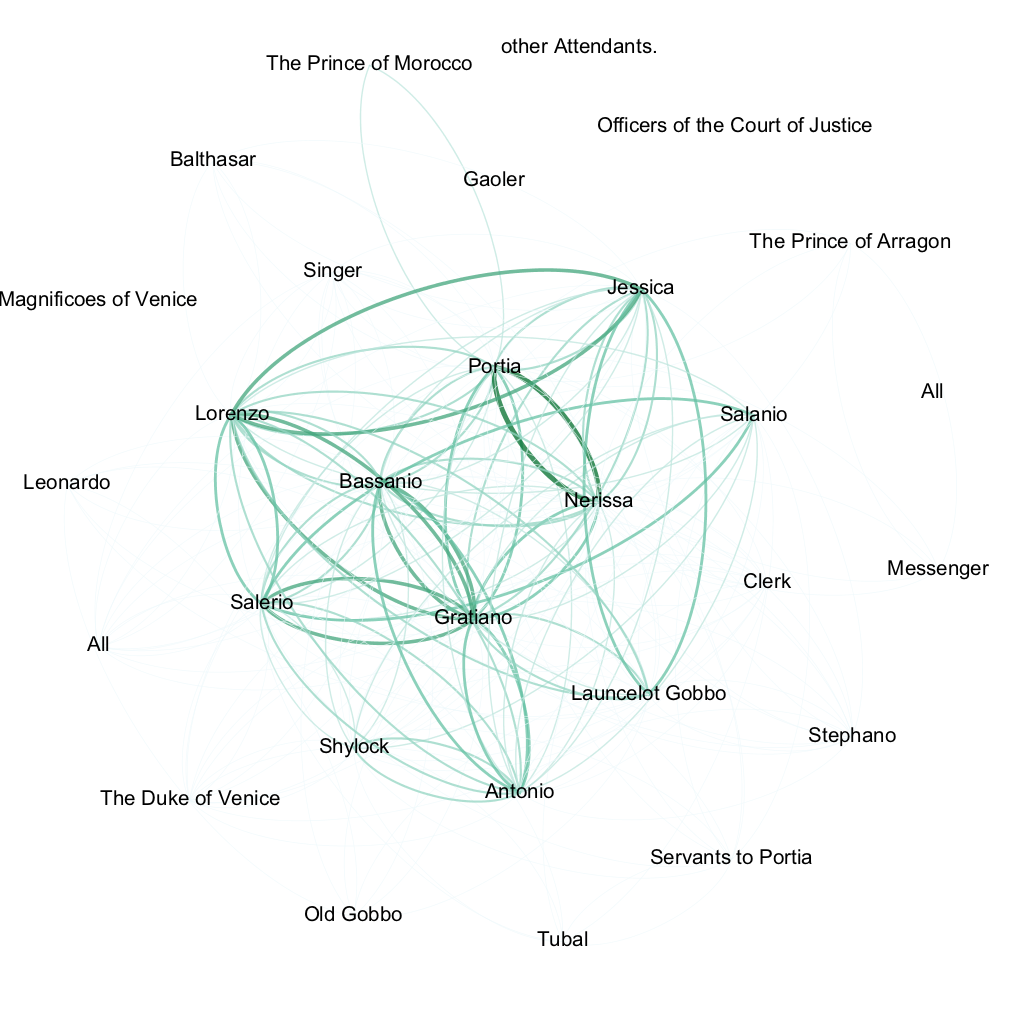 other Attendants.
The Prince of Morocco
Officers of the Court of Justice
Balthasar
Gaoler
The Prince of Arragon
Singer
Jessica
Magnificoes of Venice
Portia
All
Lorenzo
Salanio
Leonardo
Bassanio
Nerissa
Messenger
Clerk
Salerio
Gratiano
All
Launcelot Gobbo
Stephano
Shylock
Antonio
The Duke of Venice
Servants to Portia
Old Gobbo
Tubal